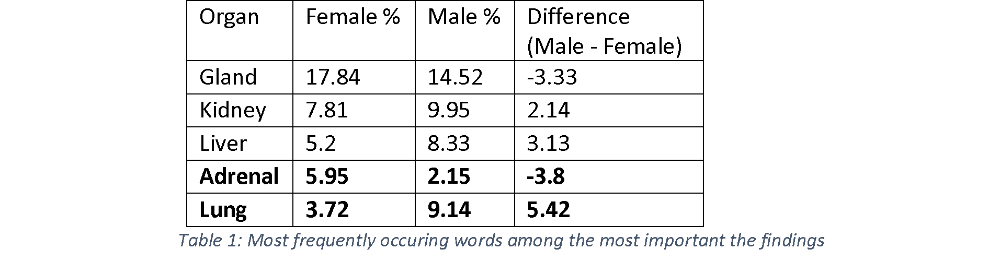 Organ Female % Male % Difference
(Male - Female)
Gland 17.84 14.52 -3.33
Kidney 7.81 9.95 2.14
Liver 5.2 8.33 3.13
Adrenal 5.95 2.15 -3.8
Lung 3.72 9.14 5.42
Table 1: Most frequently occuring words among the most important the findings